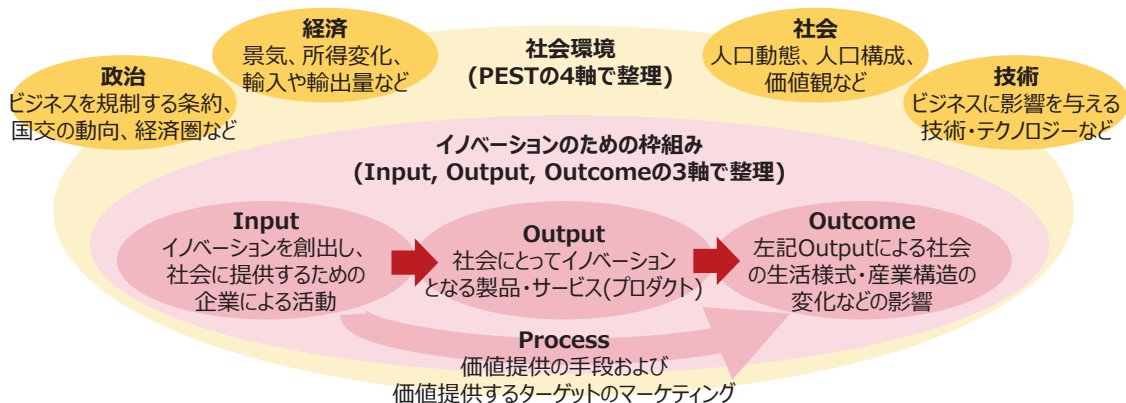 経済
景気、所得変化、
輸入や輸出量など
社会環境
(PESTの4軸で整理)
社会
人口動態、人口構成、
価値観など
政治
ビジネスを規制する条約、
国交の動向、経済圏など
技術
ビジネスに影響を与える
技術・テクノロジーなど
イノベーションのための枠組み
(Input, Output, Outcomeの3軸で整理)
Input
イノベーションを創出し、
社会に提供するための
企業による活動
Output
社会にとってイノベーション
となる製品・サービス(プロダクト)
Outcome
左記Outputによる社会
の生活様式・産業構造の
変化などの影響
Process
価値提供の手段および
価値提供するターゲットのマーケティング